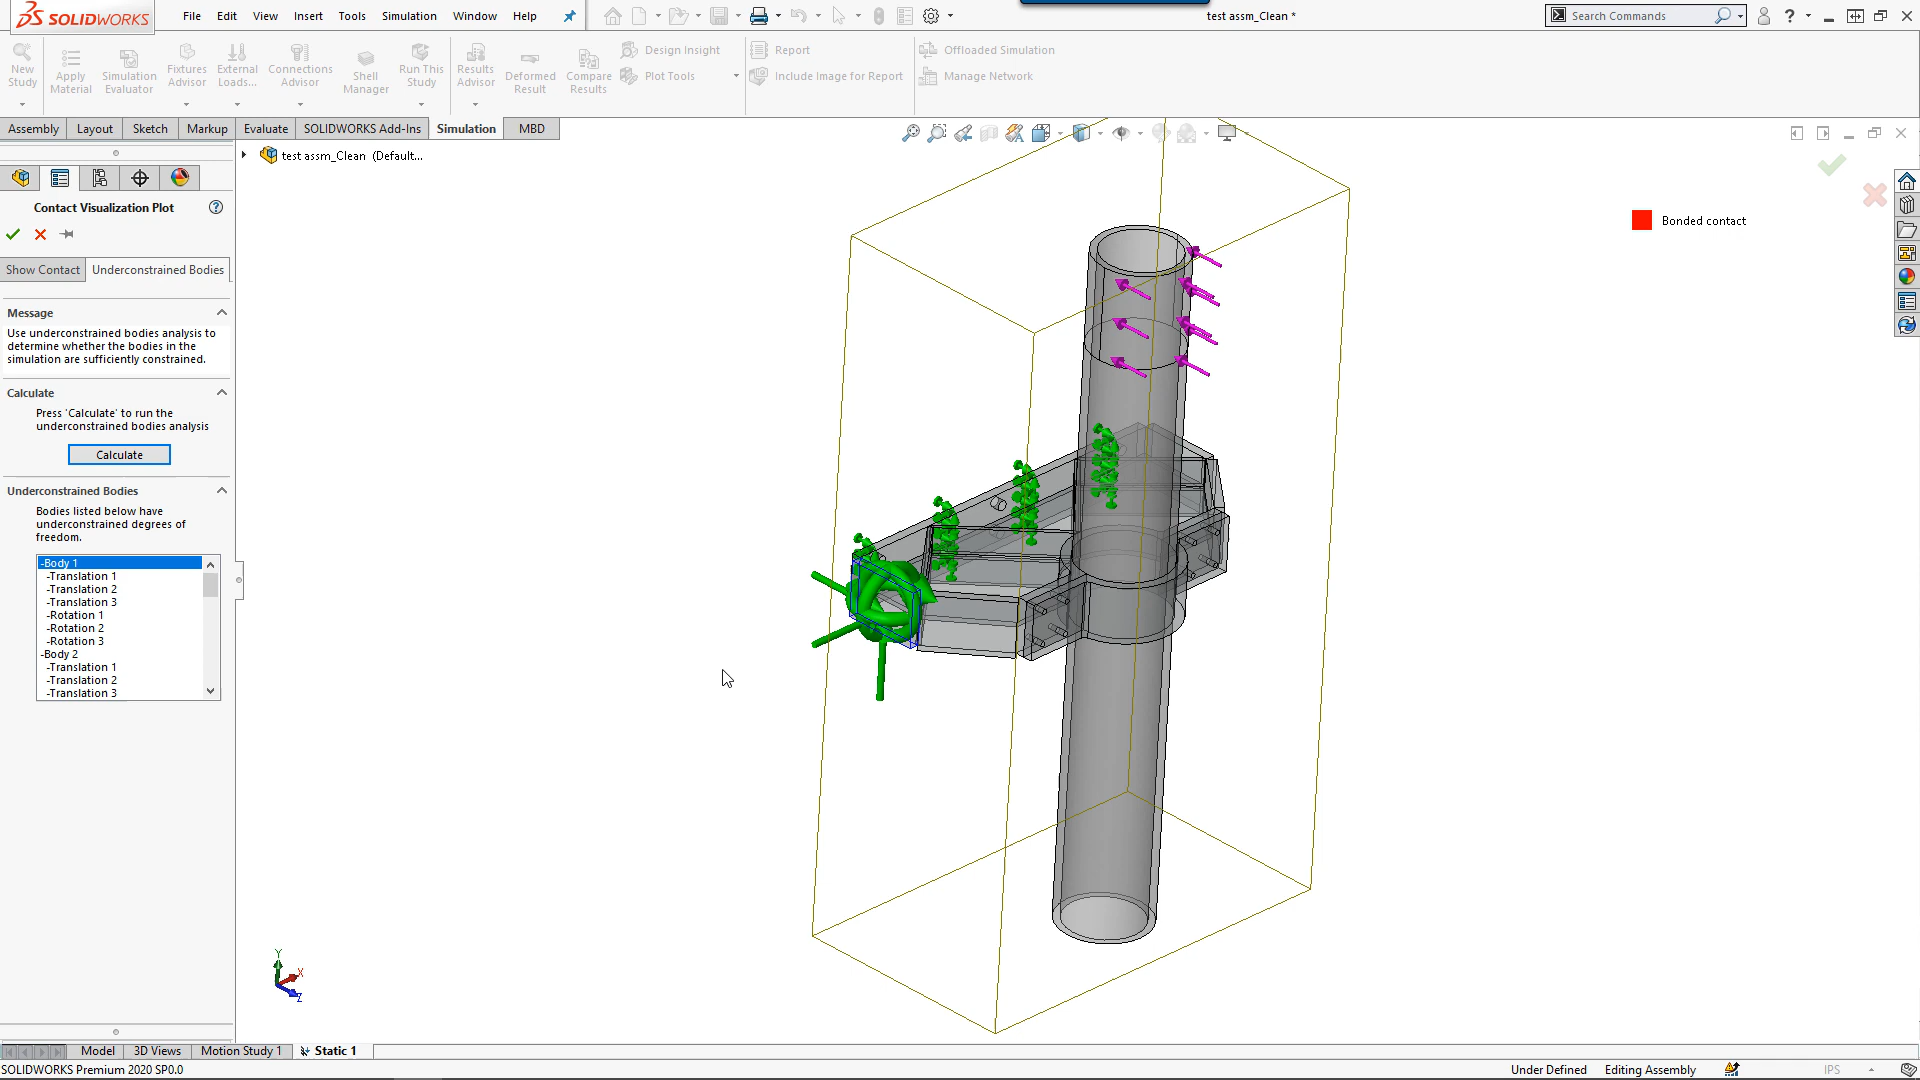 SOLIDWORKS
File Edit View Insert Tools Simulation Window Help
test assm_Clean *
Search Commands
New Study
Apply Material
Simulation Evaluator
Fixtures Advisor
External Loads...
Connections Advisor
Shell Manager
Run This Study
Results Advisor
Deformed Result
Compare Results
Design Insight
Plot Tools
Report
Include Image for Report
Offloaded Simulation
Manage Network
Assembly Layout Sketch Markup Evaluate SOLIDWORKS Add-Ins Simulation MBD
test assm_Clean (Default...
Contact Visualization Plot
Show Contact Underconstrained Bodies
Message
Use underconstrained bodies analysis to
determine whether the bodies in the
simulation are sufficiently constrained.
Calculate
Press 'Calculate' to run the
underconstrained bodies analysis
Calculate
Underconstrained Bodies
Bodies listed below have
underconstrained degrees of
freedom.
-Body 1
-Translation 1
-Translation 2
-Translation 3
-Rotation 1
-Rotation 2
-Rotation 3
-Body 2
-Translation 1
-Translation 2
-Translation 3
Bonded contact
Y
X
Z
Model 3D Views Motion Study 1 Static 1
SOLIDWORKS Premium 2020 SP0.0
Under Defined Editing Assembly IPS